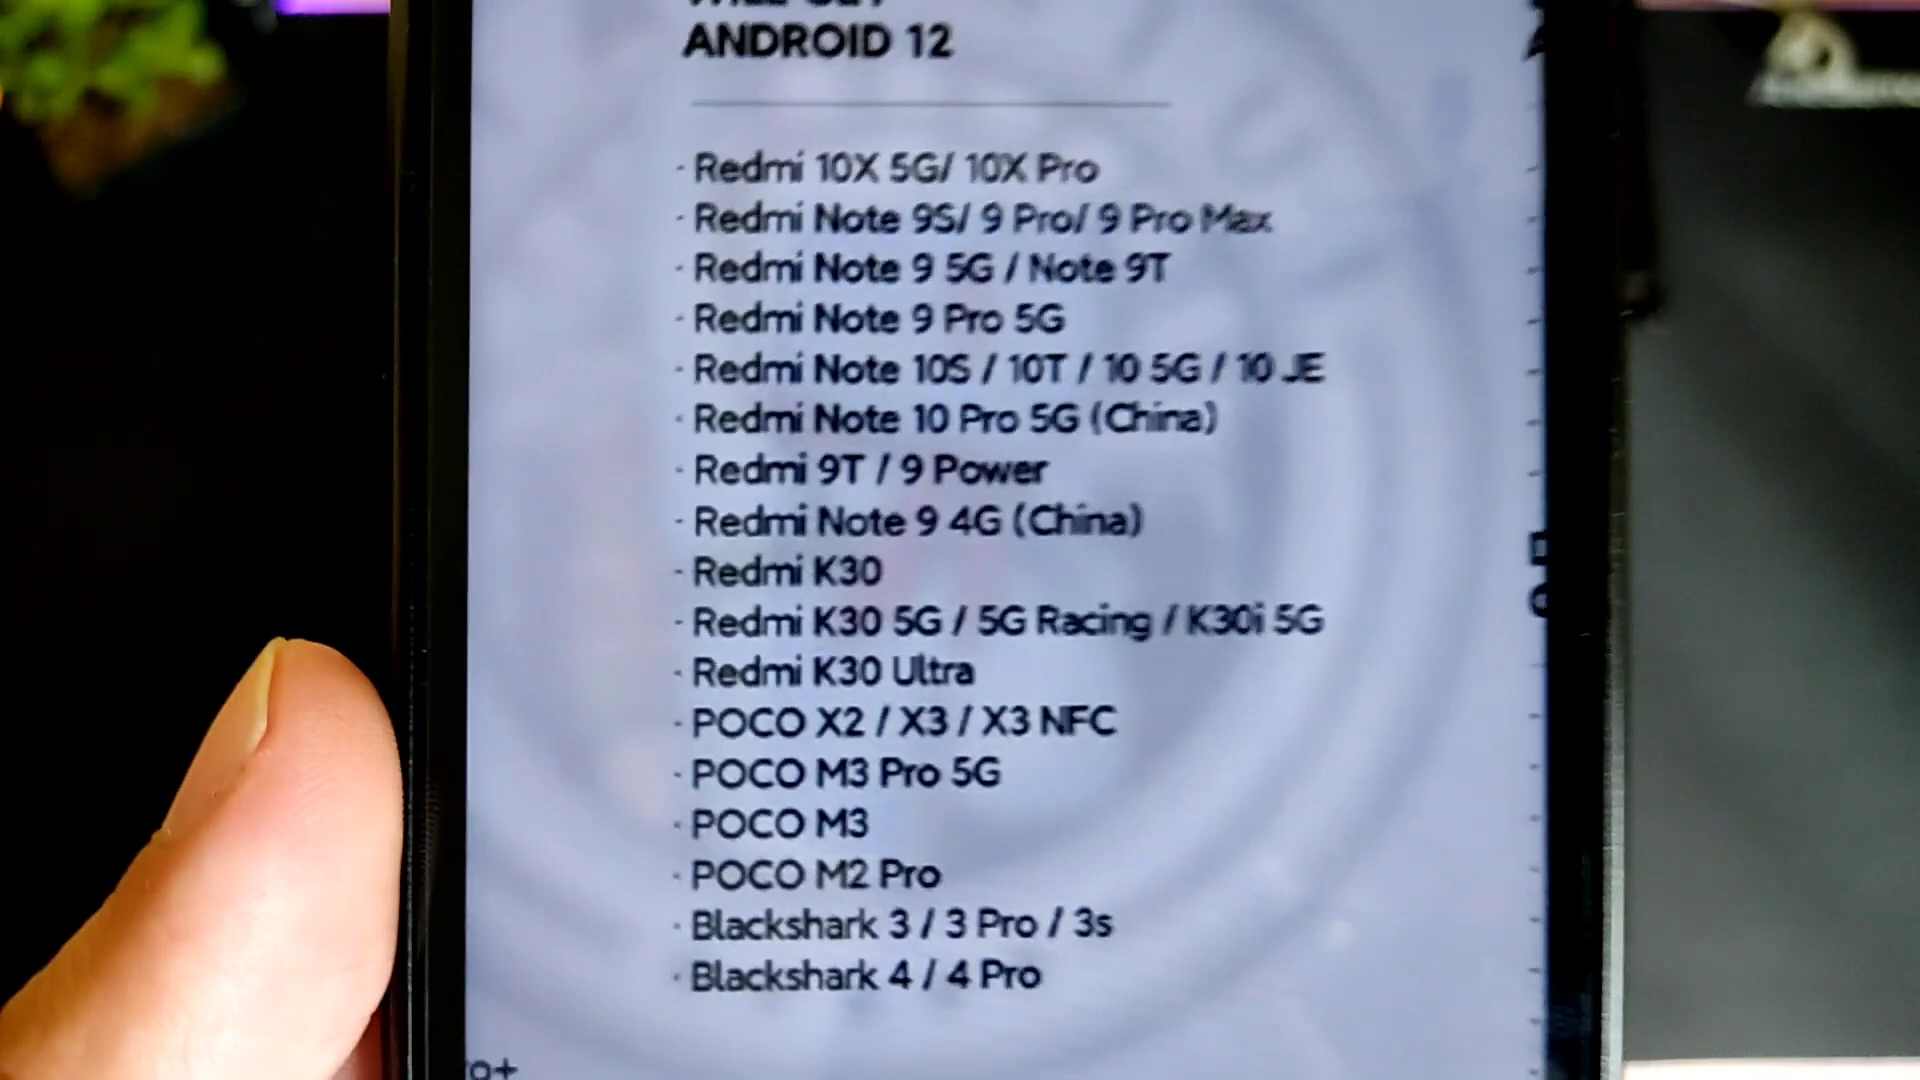 ANDROID 12
· Redmi 10X 5G/ 10X Pro
· Redmi Note 9S/ 9 Pro/ 9 Pro Max
· Redmi Note 9 5G / Note 9T
· Redmi Note 9 Pro 5G
· Redmi Note 10S / 10T / 10 5G / 10 JE
· Redmi Note 10 Pro 5G (China)
· Redmi 9T / 9 Power
· Redmi Note 9 4G (China)
· Redmi K30
· Redmi K30 5G / 5G Racing / K30i 5G
· Redmi K30 Ultra
· POCO X2 / X3 / X3 NFC
· POCO M3 Pro 5G
· POCO M3
· POCO M2 Pro
· Blackshark 3 / 3 Pro / 3s
· Blackshark 4 / 4 Pro